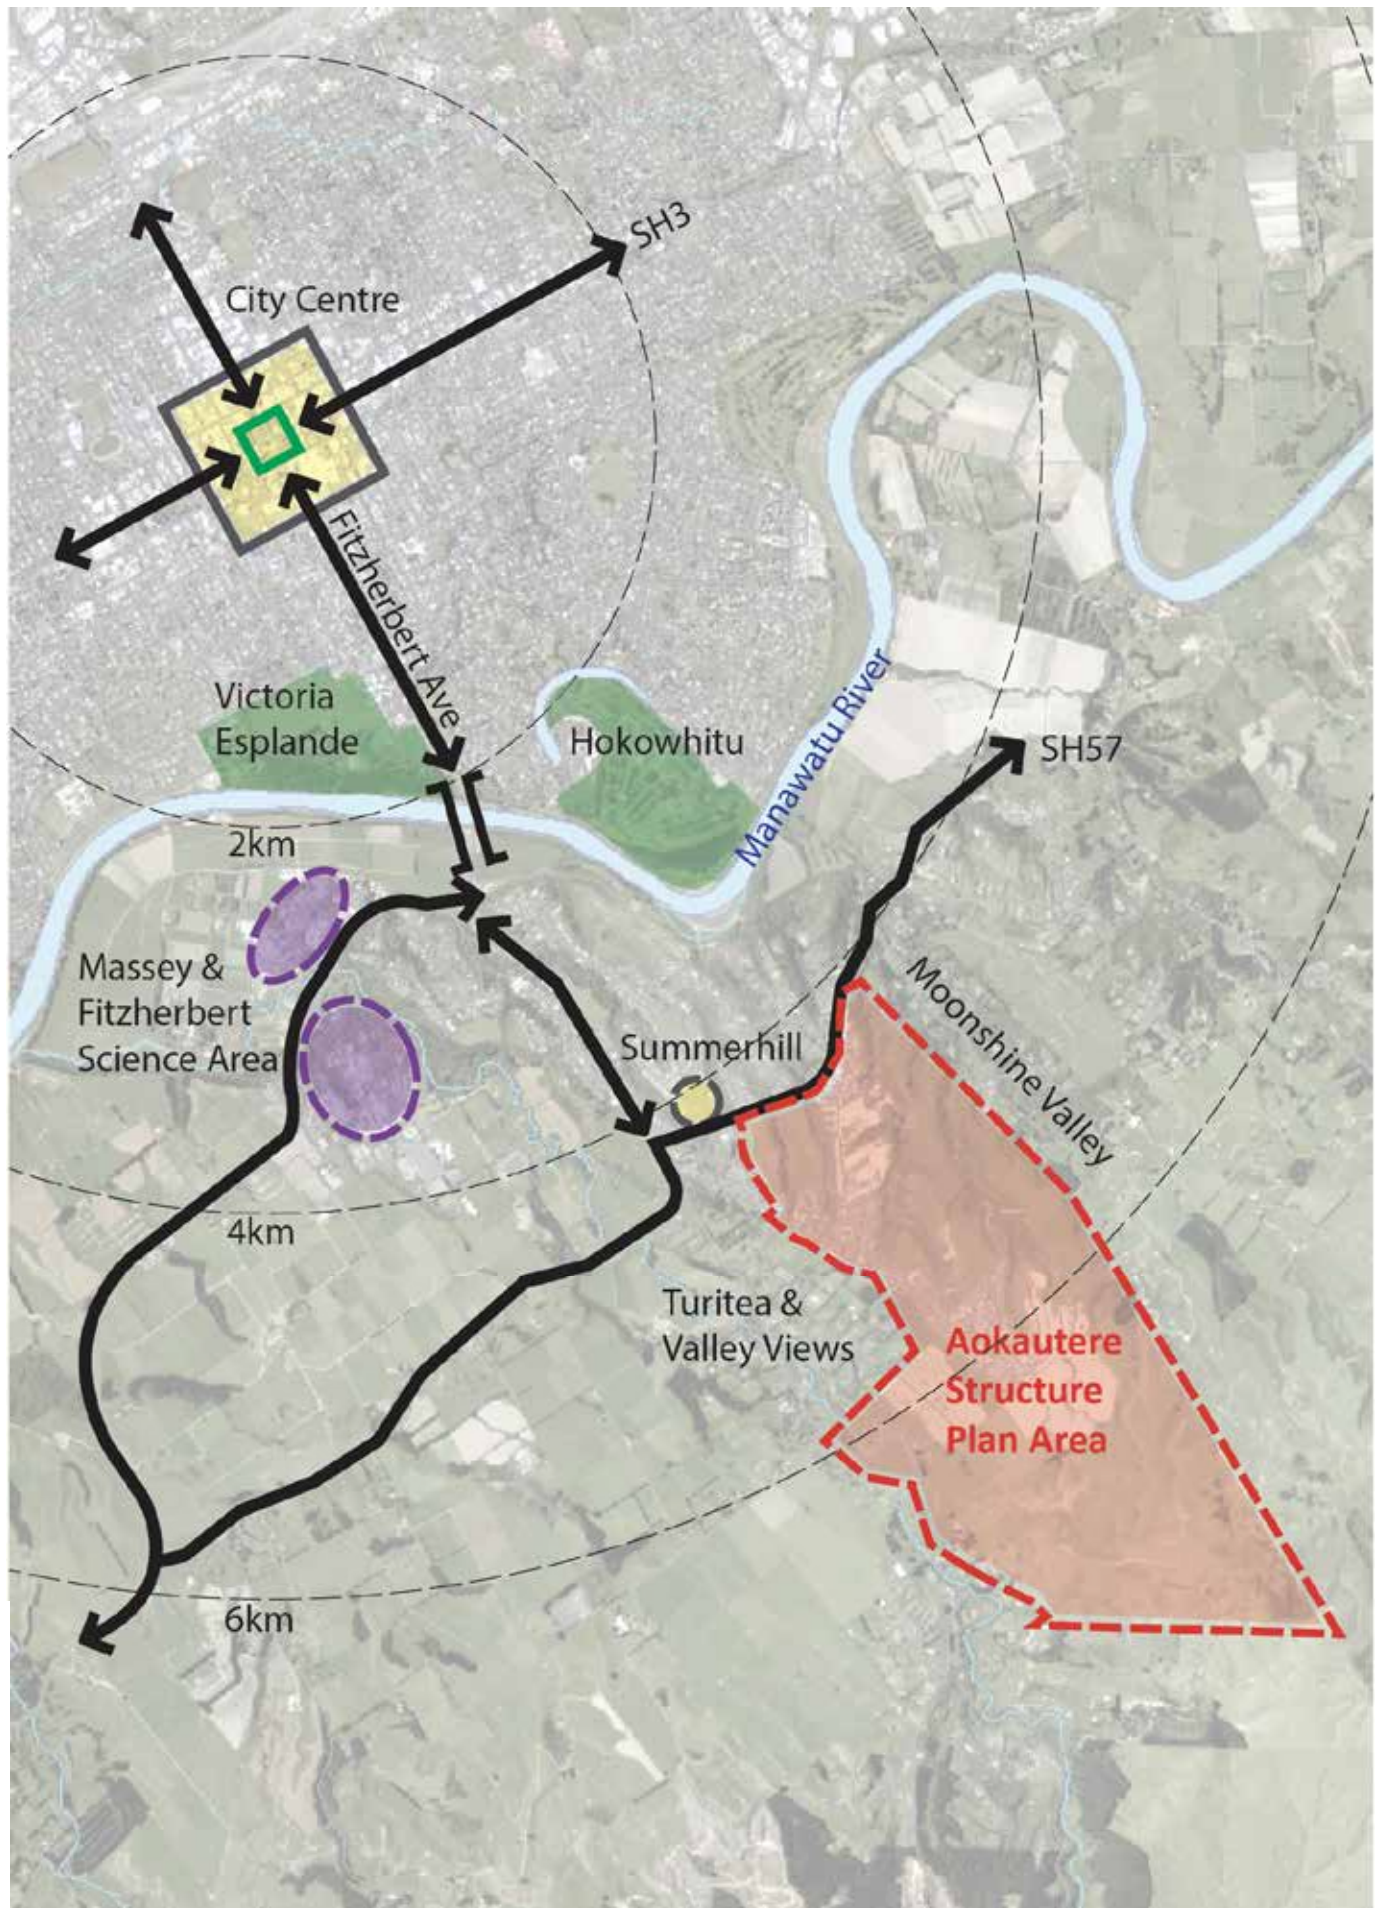 SH3
City Centre
Fitzherbert Ave
Victoria
Esplande
Hokowhitu
Manawatu River
SH57
2km
Massey &
Fitzherbert
Science Area
Moonshine Valley
Summerhill
4km
Turitea &
Valley Views
Aokautere
Structure
Plan Area
6km